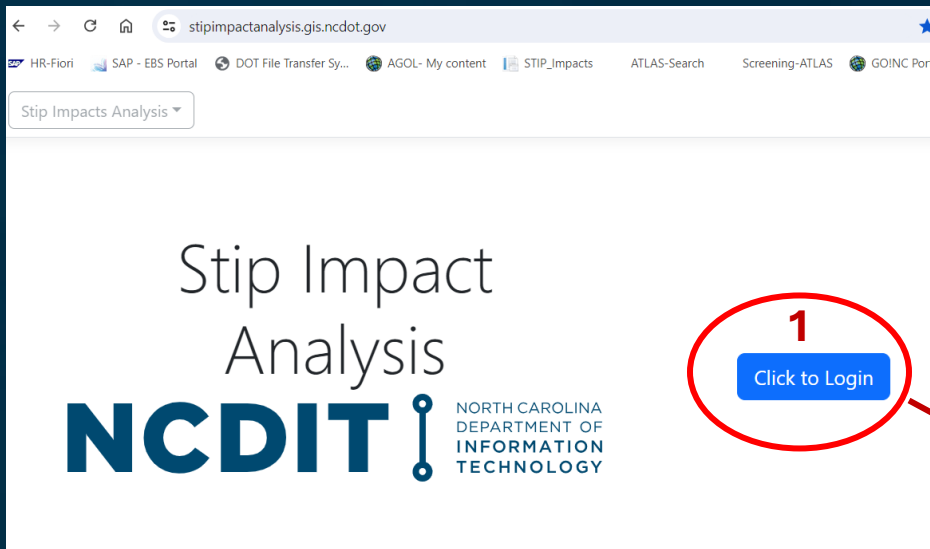 stipimpactanalysis.gis.ncdot.gov
SAP HR-Fiori SAP - EBS Portal DOT File Transfer Sy... AGOL- My content STIP_Impacts ATLAS-Search Screening-ATLAS GO!NC Por
Stip Impacts Analysis
Stip Impact
Analysis
1
Click to Login
NCDIT
NORTH CAROLINA
DEPARTMENT OF
INFORMATION
TECHNOLOGY